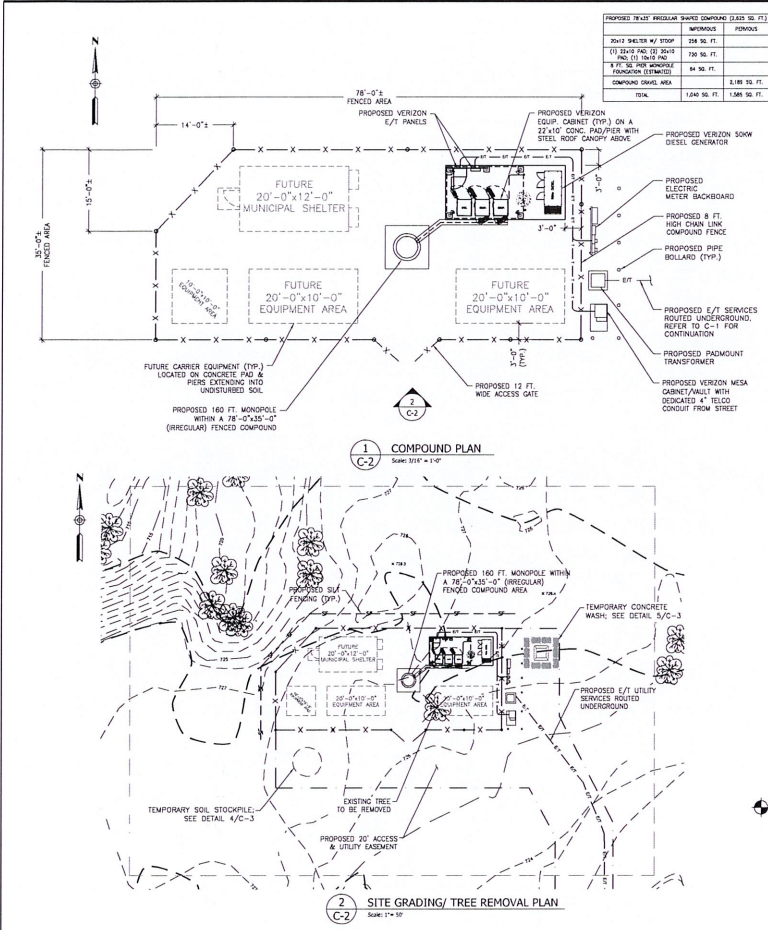 PROPOSED 78'x35' IRREGULAR SHAPED COMPOUND (2,625 SQ. FT.)
IMPERVIOUS PERVIOUS
20x12 SHELTER W/ STOOP 256 SQ. FT.
(1) 22x10 PAD; (2) 20x10 PAD; (1) 10x10 PAD 720 SQ. FT.
8 FT. SQ. PIER MONOPOLE FOUNDATION (ESTIMATED) 64 SQ. FT.
COMPOUND GRAVEL AREA
TOTAL 1,040 SQ. FT. 1,585 SQ. FT.
N
78'-0"±
FENCED AREA
14'-0"±
15'-0"±
35'-0"±
FENCED AREA
PROPOSED VERIZON
E/T PANELS
PROPOSED VERIZON
EQUIP. CABINET (TYP.) ON A
22'x10' CONC. PAD/PIER WITH
STEEL ROOF CANOPY ABOVE
PROPOSED VERIZON 50KW
DIESEL GENERATOR
PROPOSED
ELECTRIC
METER BACKBOARD
PROPOSED 8 FT.
HIGH CHAIN LINK
COMPOUND FENCE
PROPOSED PIPE
BOLLARD (TYP.)
E/T
PROPOSED E/T SERVICES
ROUTED UNDERGROUND.
REFER TO C-1 FOR
CONTINUATION
PROPOSED PADMOUNT
TRANSFORMER
PROPOSED VERIZON MESA
CABINET/VAULT WITH
DEDICATED 4" TELCO
CONDUIT FROM STREET
3'-0"
3'-0"
FUTURE
20'-0"x12'-0"
MUNICIPAL SHELTER
10'-0"x10'-0"
EQUIPMENT AREA
FUTURE
20'-0"x10'-0"
EQUIPMENT AREA
FUTURE
20'-0"x10'-0"
EQUIPMENT AREA
3'-0"
(TYP.)
FUTURE CARRIER EQUIPMENT (TYP.)
LOCATED ON CONCRETE PAD &
PIERS EXTENDING INTO
UNDISTURBED SOIL
PROPOSED 160 FT. MONOPOLE
WITHIN A 78'-0"x35'-0"
(IRREGULAR) FENCED COMPOUND
PROPOSED 12 FT.
WIDE ACCESS GATE
2
C-2
1
C-2
COMPOUND PLAN
Scale: 3/16" = 1'-0"
N
PROPOSED 160 FT. MONOPOLE WITHIN
A 78'-0"x35'-0" (IRREGULAR)
FENCED COMPOUND AREA
PROPOSED SILT
FENCING (TYP.)
TEMPORARY CONCRETE
WASH; SEE DETAIL 5/C-3
FUTURE
20'-0"x12'-0"
MUNICIPAL SHELTER
20'-0"x10'-0"
EQUIPMENT AREA
20'-0"x10'-0"
EQUIPMENT AREA
PROPOSED E/T UTILITY
SERVICES ROUTED
UNDERGROUND
725
727
TEMPORARY SOIL STOCKPILE;
SEE DETAIL 4/C-3
EXISTING TREE
TO BE REMOVED
PROPOSED 20' ACCESS
& UTILITY EASEMENT
2
C-2
SITE GRADING/ TREE REMOVAL PLAN
Scale: 1"= 50'